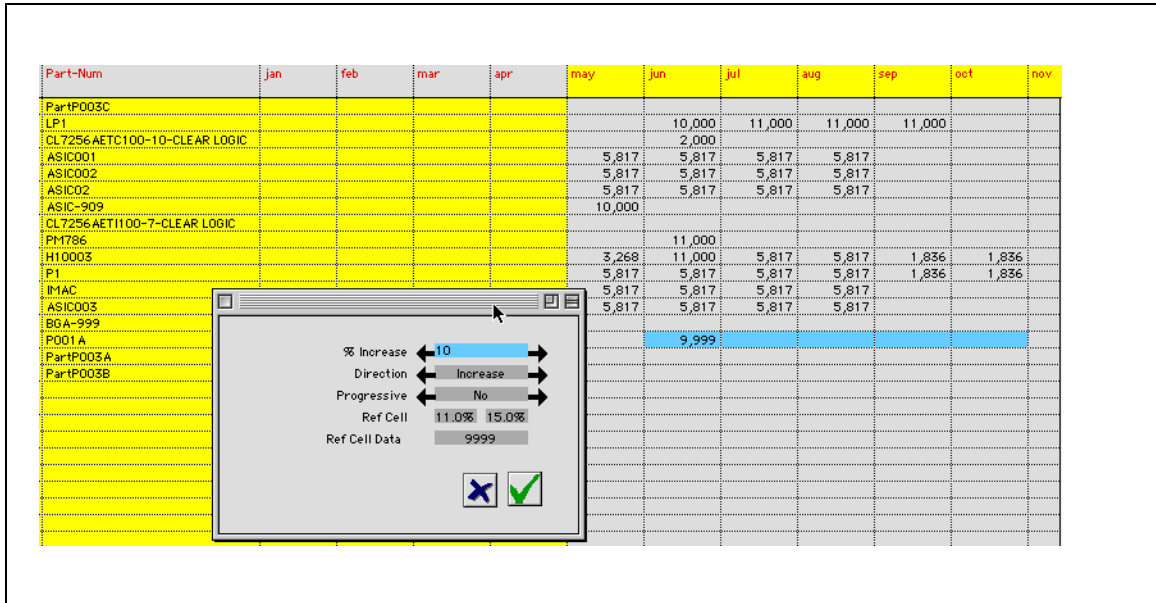 Part-Num jan feb mar apr may jun jul aug sep oct nov
PartP003C
LP1 10,000 11,000 11,000 11,000
CL7256AETC100-10-CLEAR LOGIC 2,000
ASIC001 5,817 5,817 5,817 5,817
ASIC002 5,817 5,817 5,817 5,817
ASIC02 5,817 5,817 5,817 5,817
ASIC-909 10,000
CL7256AETI100-7-CLEAR LOGIC
PM786 11,000
H10003 3,268 11,000 5,817 5,817 1,836 1,836
P1 5,817 5,817 5,817 5,817 1,836 1,836
IMAC 5,817 5,817 5,817 5,817
ASIC003 5,817 5,817 5,817 5,817
BGA-999
P001A 9,999
PartP003A
PartP003B
% Increase 10
Direction Increase
Progressive No
Ref Cell 11.0% 15.0%
Ref Cell Data 9999